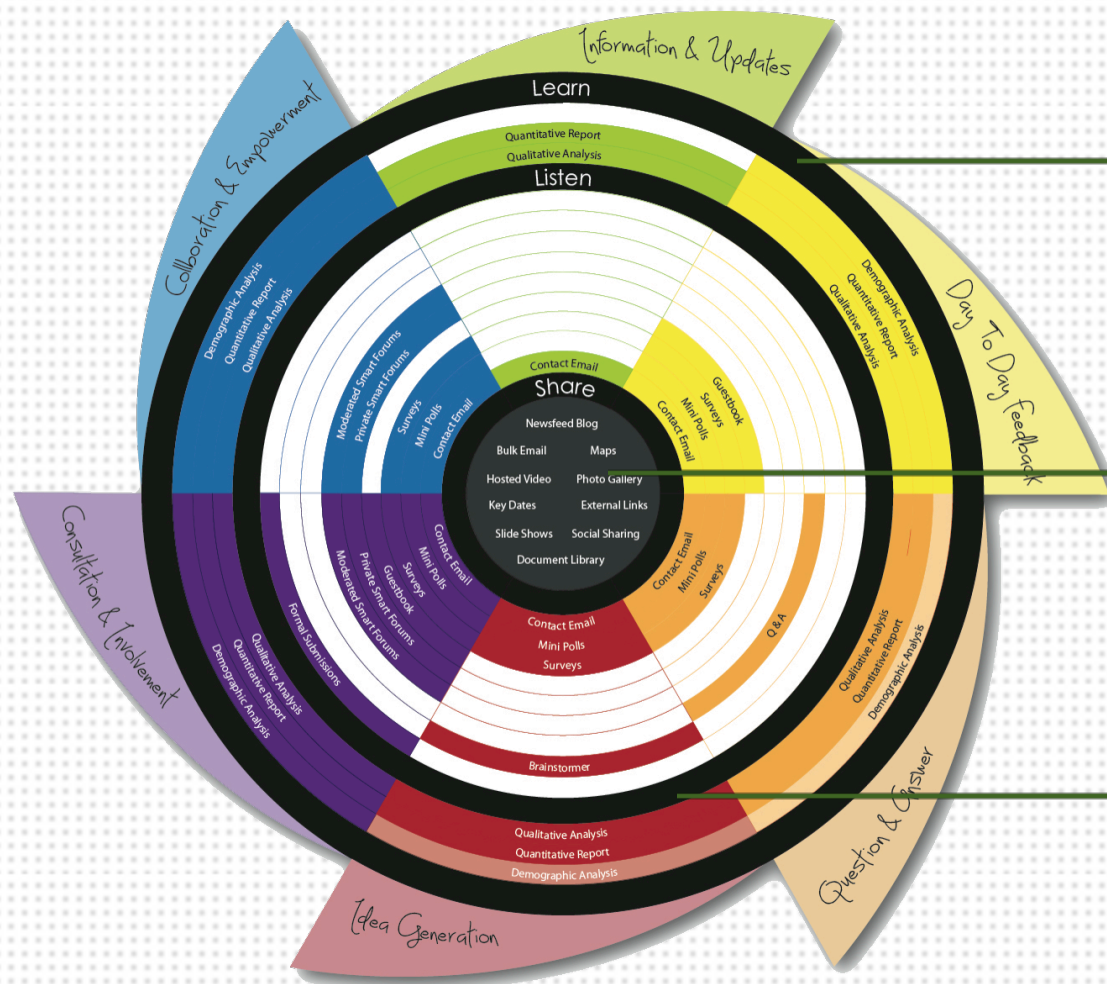 Information & Updates
Learn
Quantitative Report
Qualitative Analysis
Listen
Contact Email
Share
Newsfeed Blog
Bulk Email
Maps
Hosted Video
Photo Gallery
Key Dates
External Links
Slide Shows
Social Sharing
Document Library
Day To Day Feedback
Demographic Analysis
Quantitative Report
Qualitative Analysis
Guestbook
Surveys
Mini Polls
Contact Email
Question & Answer
Contact Email
Mini Polls
Surveys
Q & A
Qualitative Analysis
Quantitative Report
Demographic Analysis
Idea Generation
Contact Email
Mini Polls
Surveys
Brainstormer
Qualitative Analysis
Quantitative Report
Demographic Analysis
Consultation & Involvement
Contact Email
Mini Polls
Surveys
Guestbook
Private Smart Forums
Moderated Smart Forums
Formal Submissions
Qualitative Analysis
Quantitative Report
Demographic Analysis
Collboration & Empowerment
Demographic Analysis
Quantitative Report
Qualitative Analysis
Moderated Smart Forums
Private Smart Forums
Surveys
Mini Polls
Contact Email